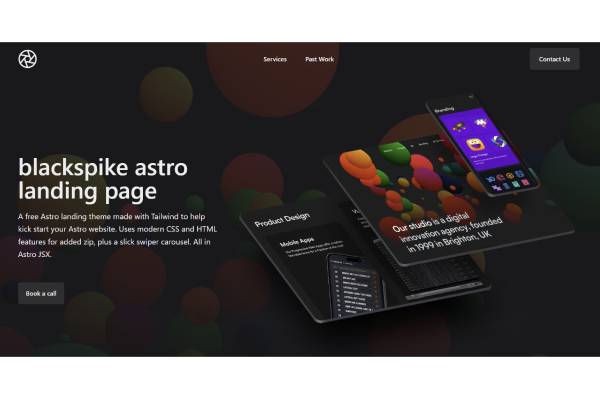 Services
Past Work
Contact Us
blackspike astro
landing page
A free Astro landing theme made with Tailwind to help
kick start your Astro website. Uses modern CSS and HTML
features for added zip, plus a slick swiper carousel. All in
Astro JSX.
Book a call
Branding
Our studio is a digital
innovation agency, founded
in 1999 in Brighton, UK
Product Design
Mobile Apps